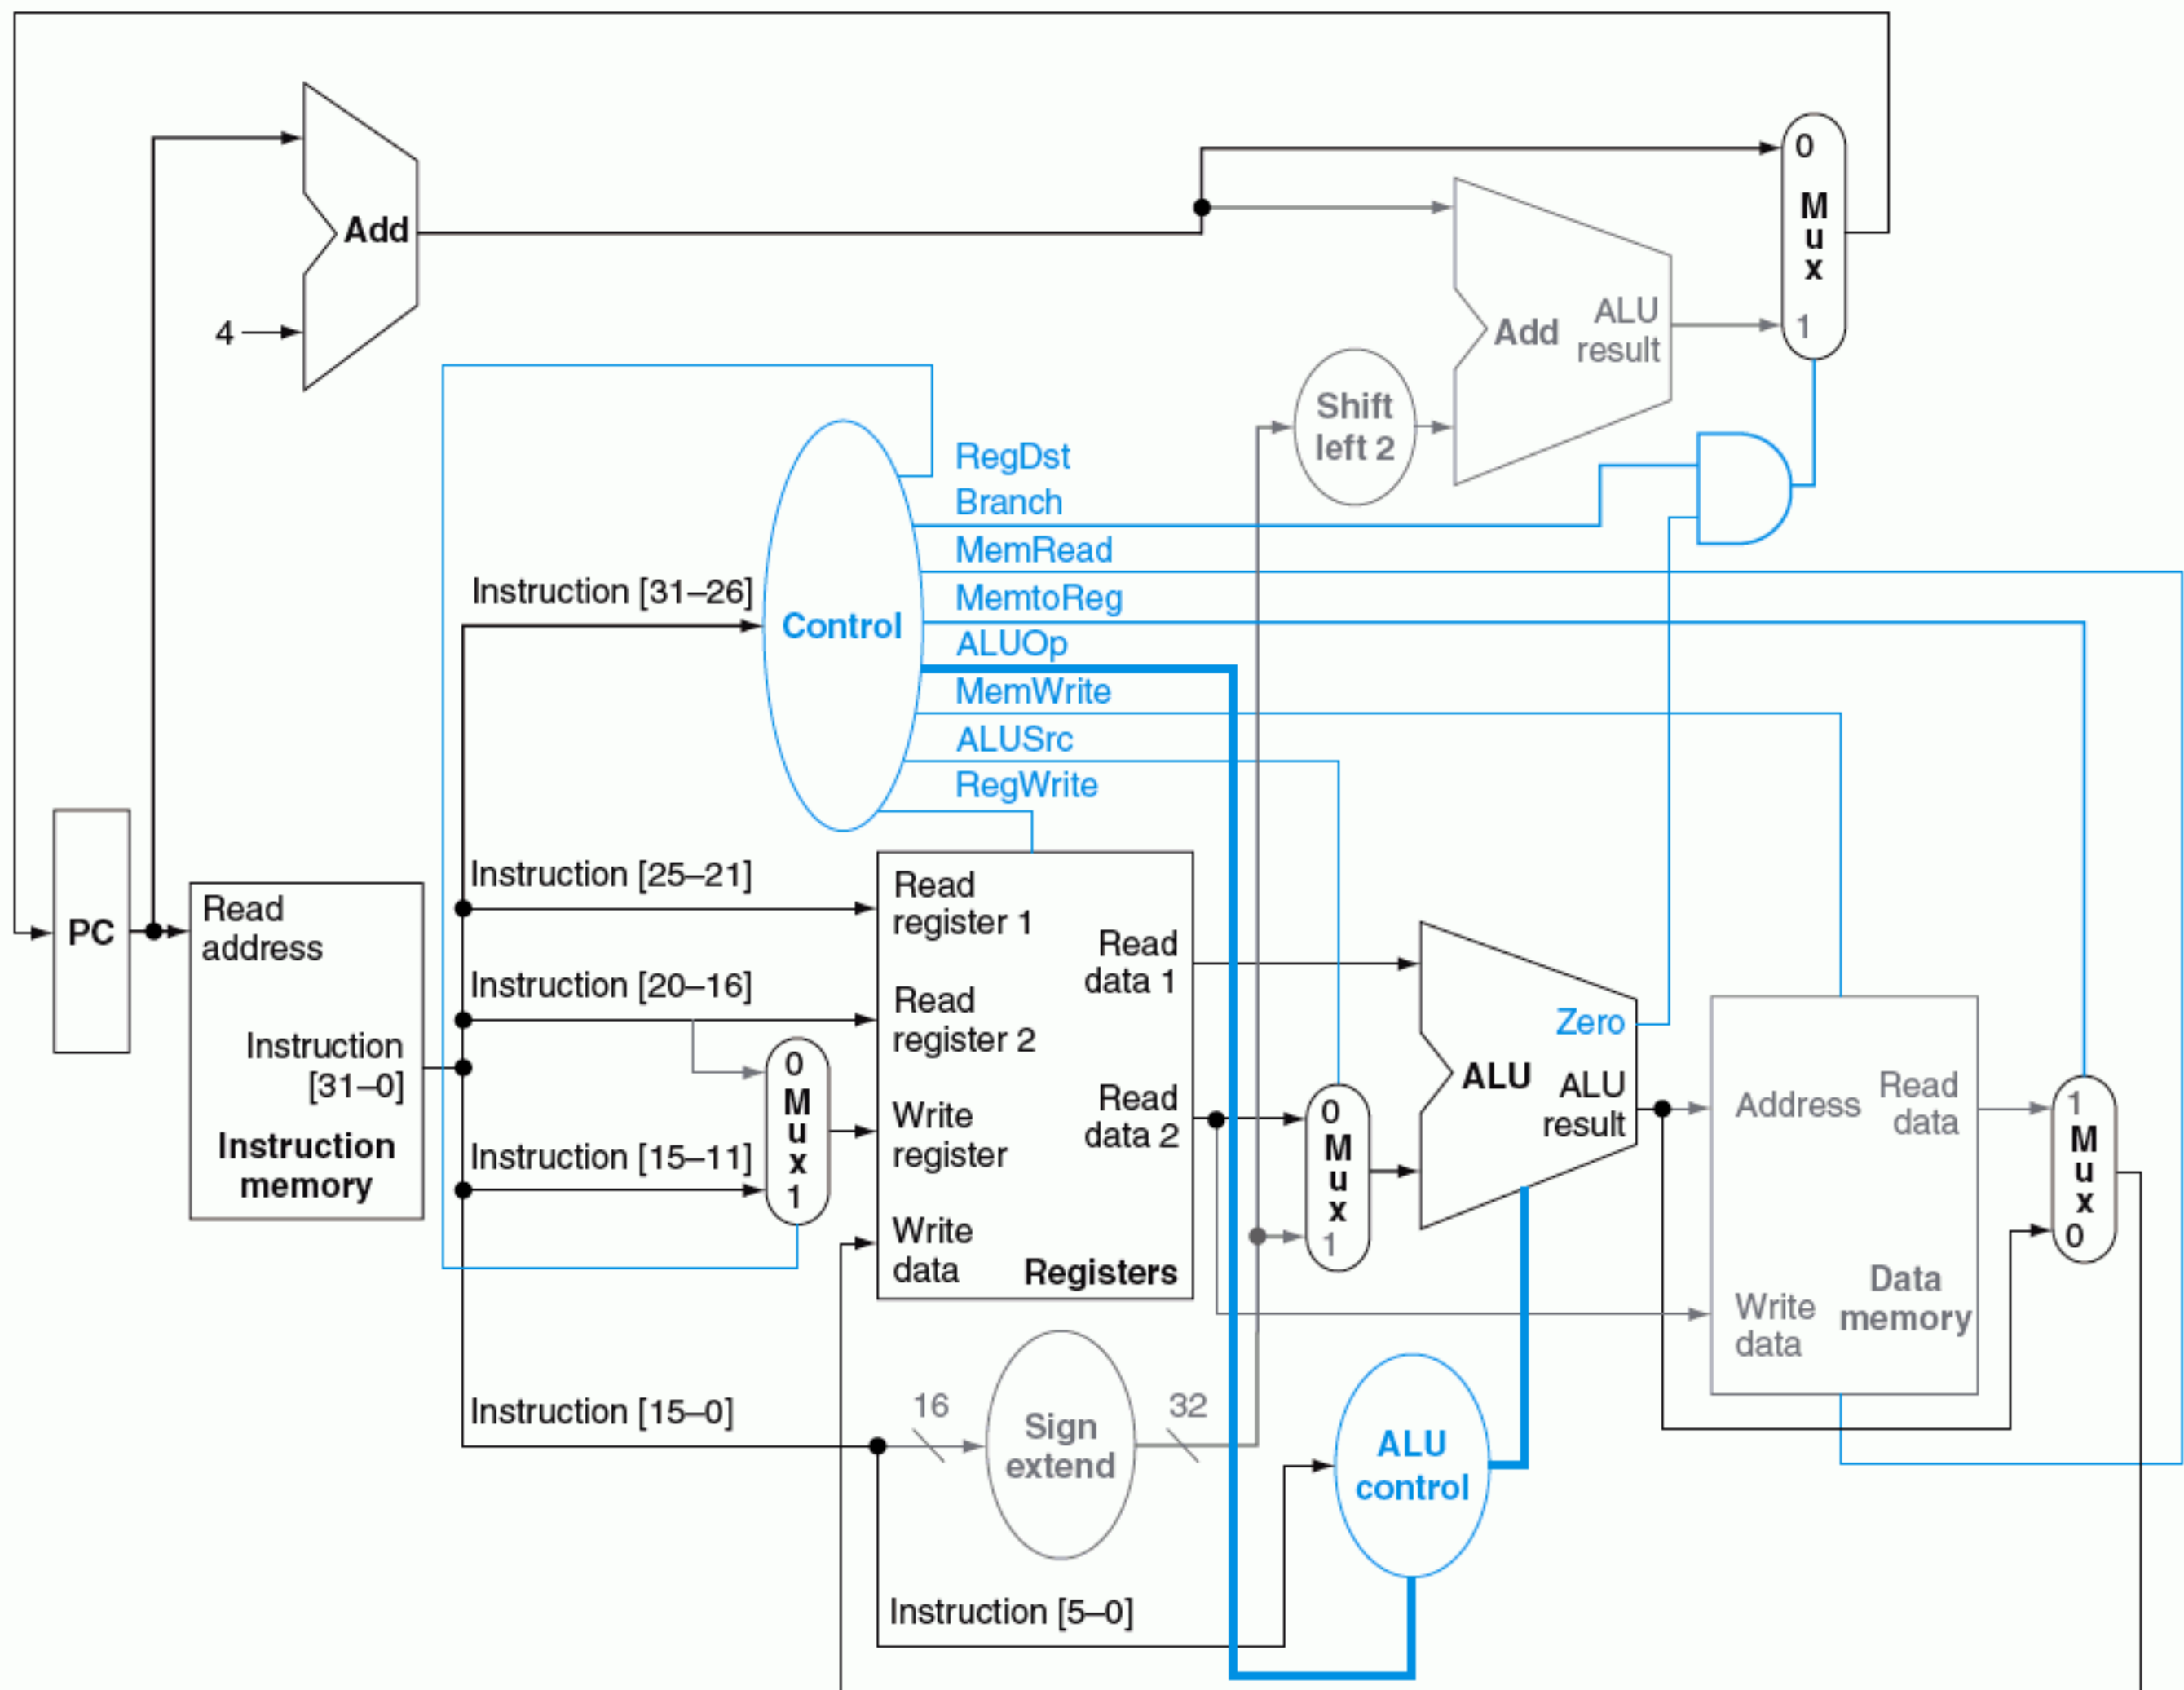 0
M
u
x
1
Add
4
Add
ALU
result
Shift
left 2
RegDst
Branch
MemRead
MemtoReg
ALUOp
MemWrite
ALUSrc
RegWrite
Control
Instruction [31–26]
Instruction [25–21]
Instruction [20–16]
Instruction [15–11]
Instruction [15–0]
Instruction [5–0]
PC
Read
address
Instruction
[31–0]
Instruction
memory
0
M
u
x
1
Read
register 1
Read
register 2
Write
register
Write
data
Read
data 1
Read
data 2
Registers
0
M
u
x
1
Zero
ALU
ALU
result
Address
Read
data
Write
data
Data
memory
1
M
u
x
0
16
Sign
extend
32
ALU
control